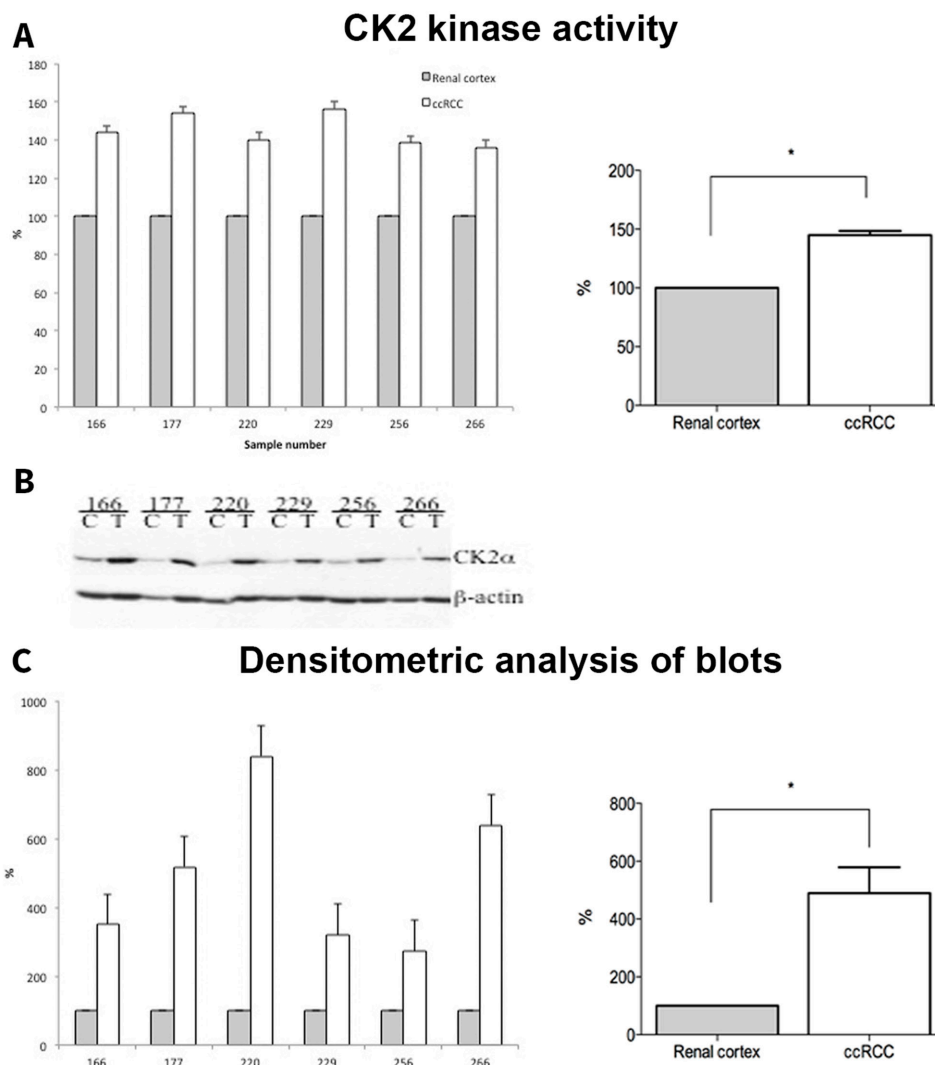 A
CK2 kinase activity
180
160
140
120
100
80
60
40
20
0
%
Renal cortex
ccRCC
166 177 220 229 256 266
Sample number
200
150
100
50
0
%
*
Renal cortex ccRCC
B
166 177 220 229 256 266
C T C T C T C T C T C T
CK2α
β-actin
C
Densitometric analysis of blots
1000
800
600
400
200
0
%
166 177 220 229 256 266
800
600
400
200
0
%
*
Renal cortex ccRCC